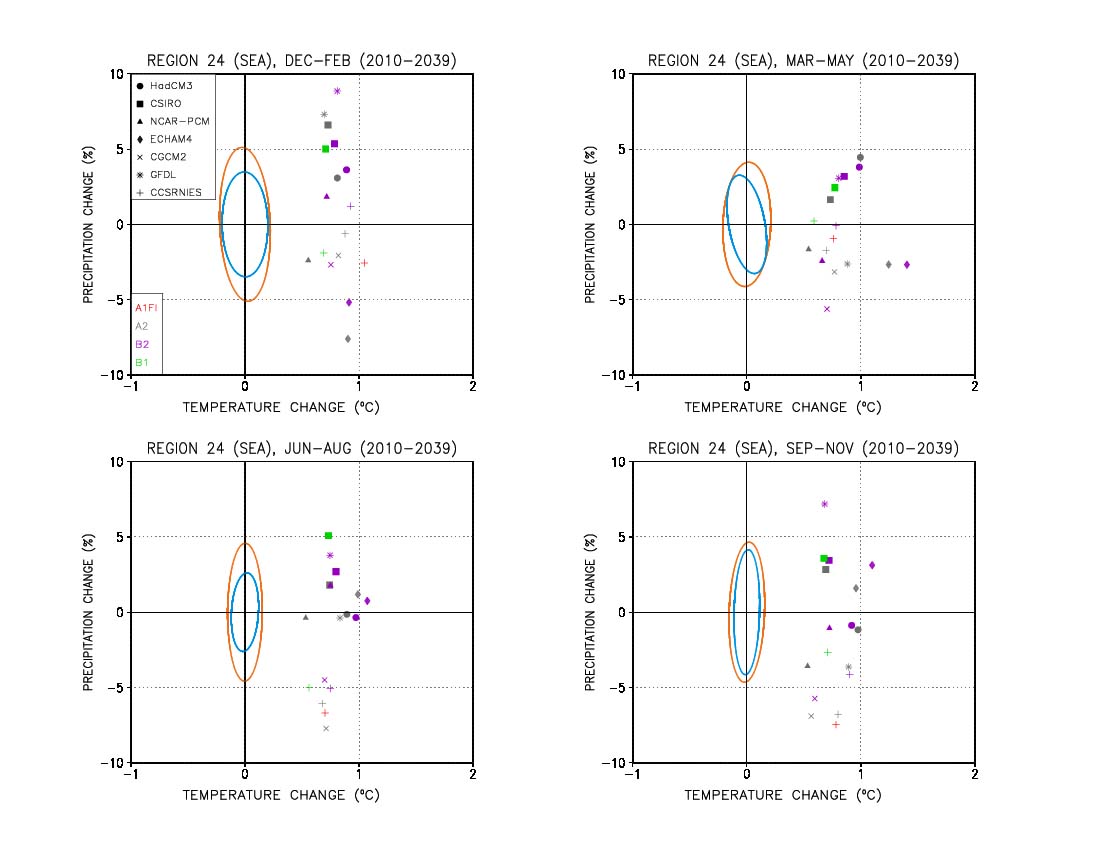 REGION 24 (SEA), DEC-FEB (2010-2039)
10
5
0
-5
-10
-1
0
1
2
PRECIPITATION CHANGE (%)
TEMPERATURE CHANGE (ºC)
HadCM3
CSIRO
NCAR-PCM
ECHAM4
CGCM2
GFDL
CCSRNIES
A1FI
A2
B2
B1
REGION 24 (SEA), MAR-MAY (2010-2039)
10
5
0
-5
-10
-1
0
1
2
PRECIPITATION CHANGE (%)
TEMPERATURE CHANGE (ºC)
REGION 24 (SEA), JUN-AUG (2010-2039)
10
5
0
-5
-10
-1
0
1
2
PRECIPITATION CHANGE (%)
TEMPERATURE CHANGE (ºC)
REGION 24 (SEA), SEP-NOV (2010-2039)
10
5
0
-5
-10
-1
0
1
2
PRECIPITATION CHANGE (%)
TEMPERATURE CHANGE (ºC)